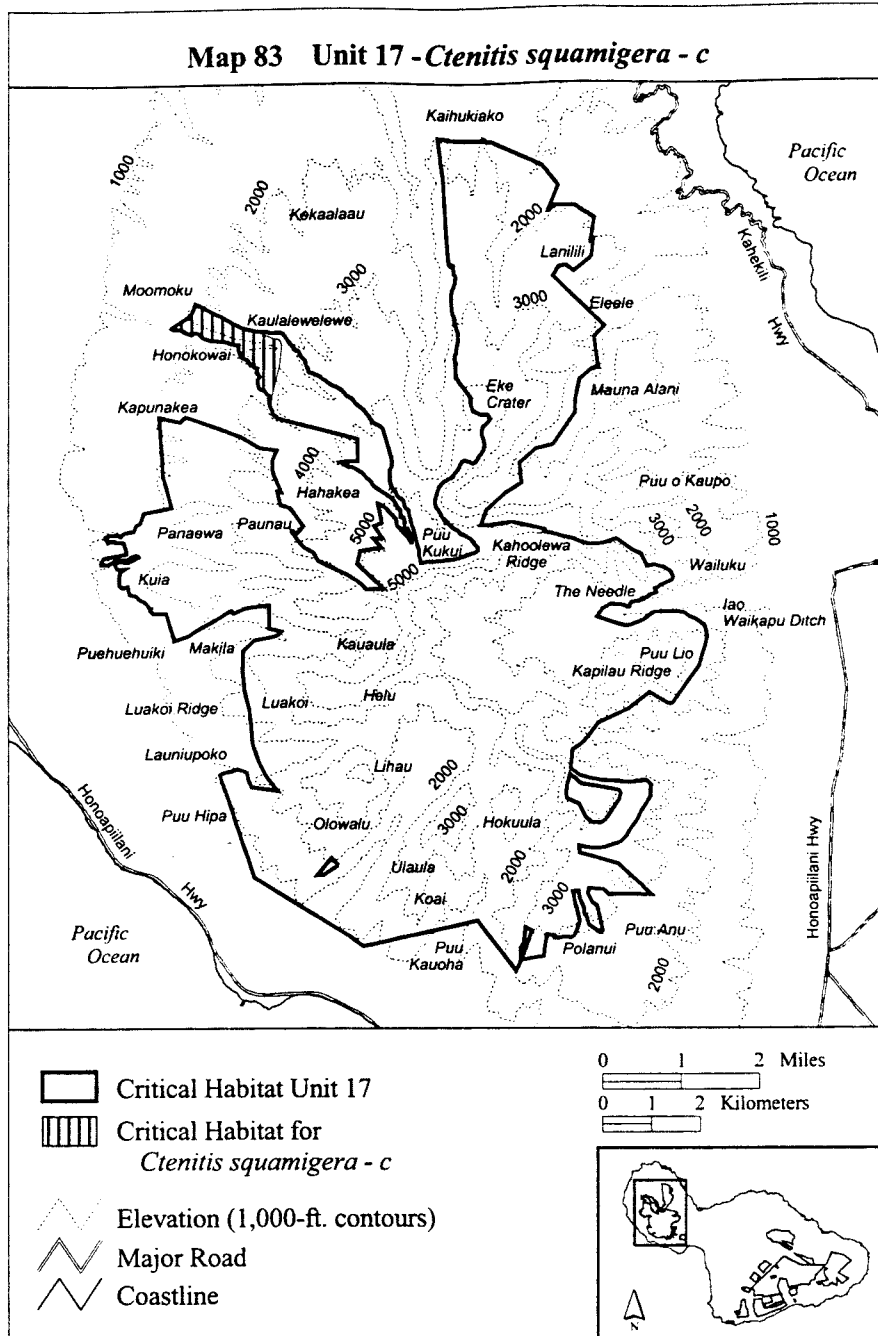 Map 83 Unit 17 - Ctenitis squamigera - c
Kaihukiako
Pacific
Ocean
1000
2000
Kekaalaau
2000
Lanilili
Kahekili
Hwy
3000
3000
Eleele
Moomoku
Kaulalewelewe
Honokowai
Eke
Crater
Mauna Alani
Kapunakea
4000
Hahakea
Puu o Kaupo
3000
2000
1000
Panaewa
Paunau
5000
Puu
Kukui
Kahoolewa
Ridge
Wailuku
Kuia
5000
The Needle
Iao
Waikapu Ditch
Puehuehuiki
Makila
Kauaula
Puu Lio
Kapilau Ridge
Luakoi Ridge
Luakoi
Helu
Launiupoko
Lihau
2000
Honoapiilani
Hwy
Puu Hipa
Olowalu
3000
Hokuula
Honoapiilani Hwy
Ulaula
2000
Koai
3000
Pacific
Ocean
Puu
Kauoha
Polanui
Puu Anu
2000
Critical Habitat Unit 17
Critical Habitat for
Ctenitis squamigera - c
Elevation (1,000-ft. contours)
Major Road
Coastline
0 1 2 Miles
0 1 2 Kilometers
N